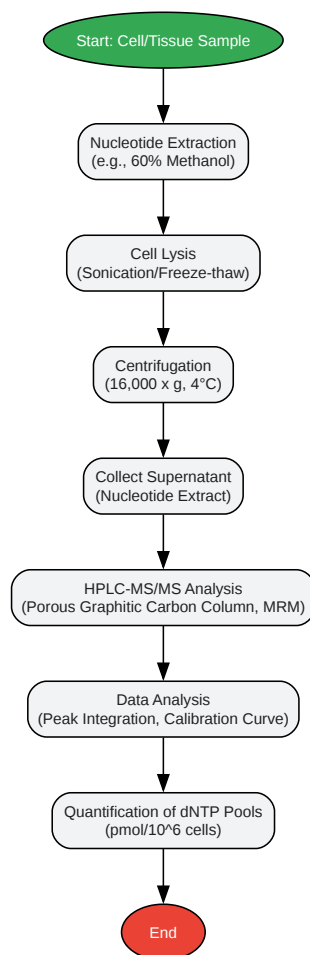 Start: Cell/Tissue Sample
Nucleotide Extraction
(e.g., 60% Methanol)
Cell Lysis
(Sonication/Freeze-thaw)
Centrifugation
(16,000 x g, 4°C)
Collect Supernatant
(Nucleotide Extract)
HPLC-MS/MS Analysis
(Porous Graphitic Carbon Column, MRM)
Data Analysis
(Peak Integration, Calibration Curve)
Quantification of dNTP Pools
(pmol/10^6 cells)
End